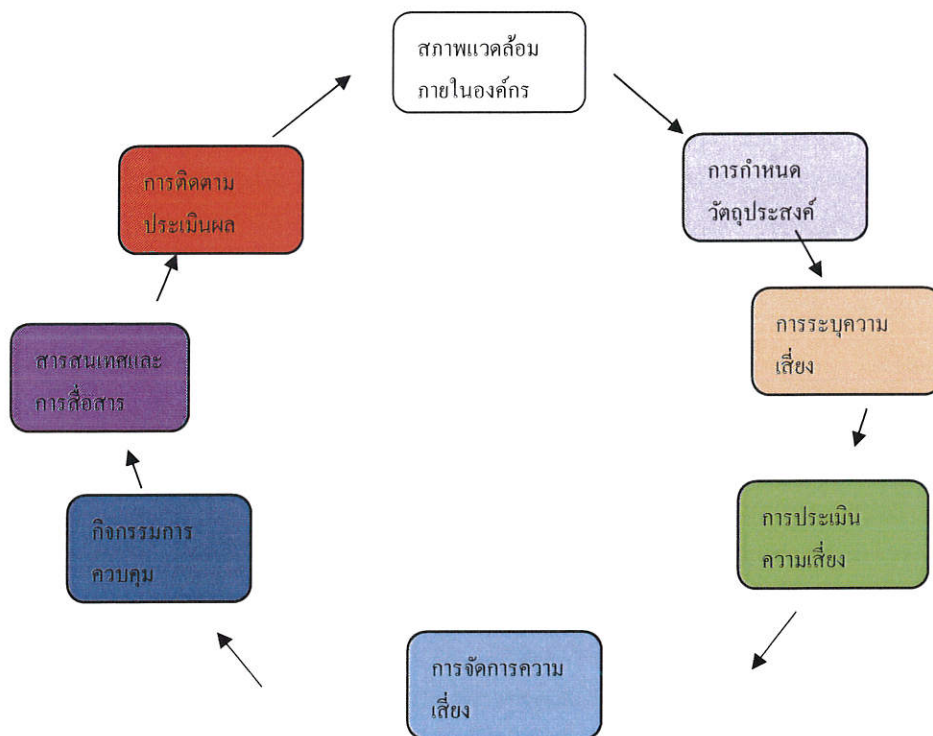 สภาพแวดล้อม
ภายในองค์กร
การกำหนด
วัตถุประสงค์
การระบุความ
เสี่ยง
การประเมิน
ความเสี่ยง
การจัดการความ
เสี่ยง
กิจกรรมการ
ควบคุม
สารสนเทศและ
การสื่อสาร
การติดตาม
ประเมินผล